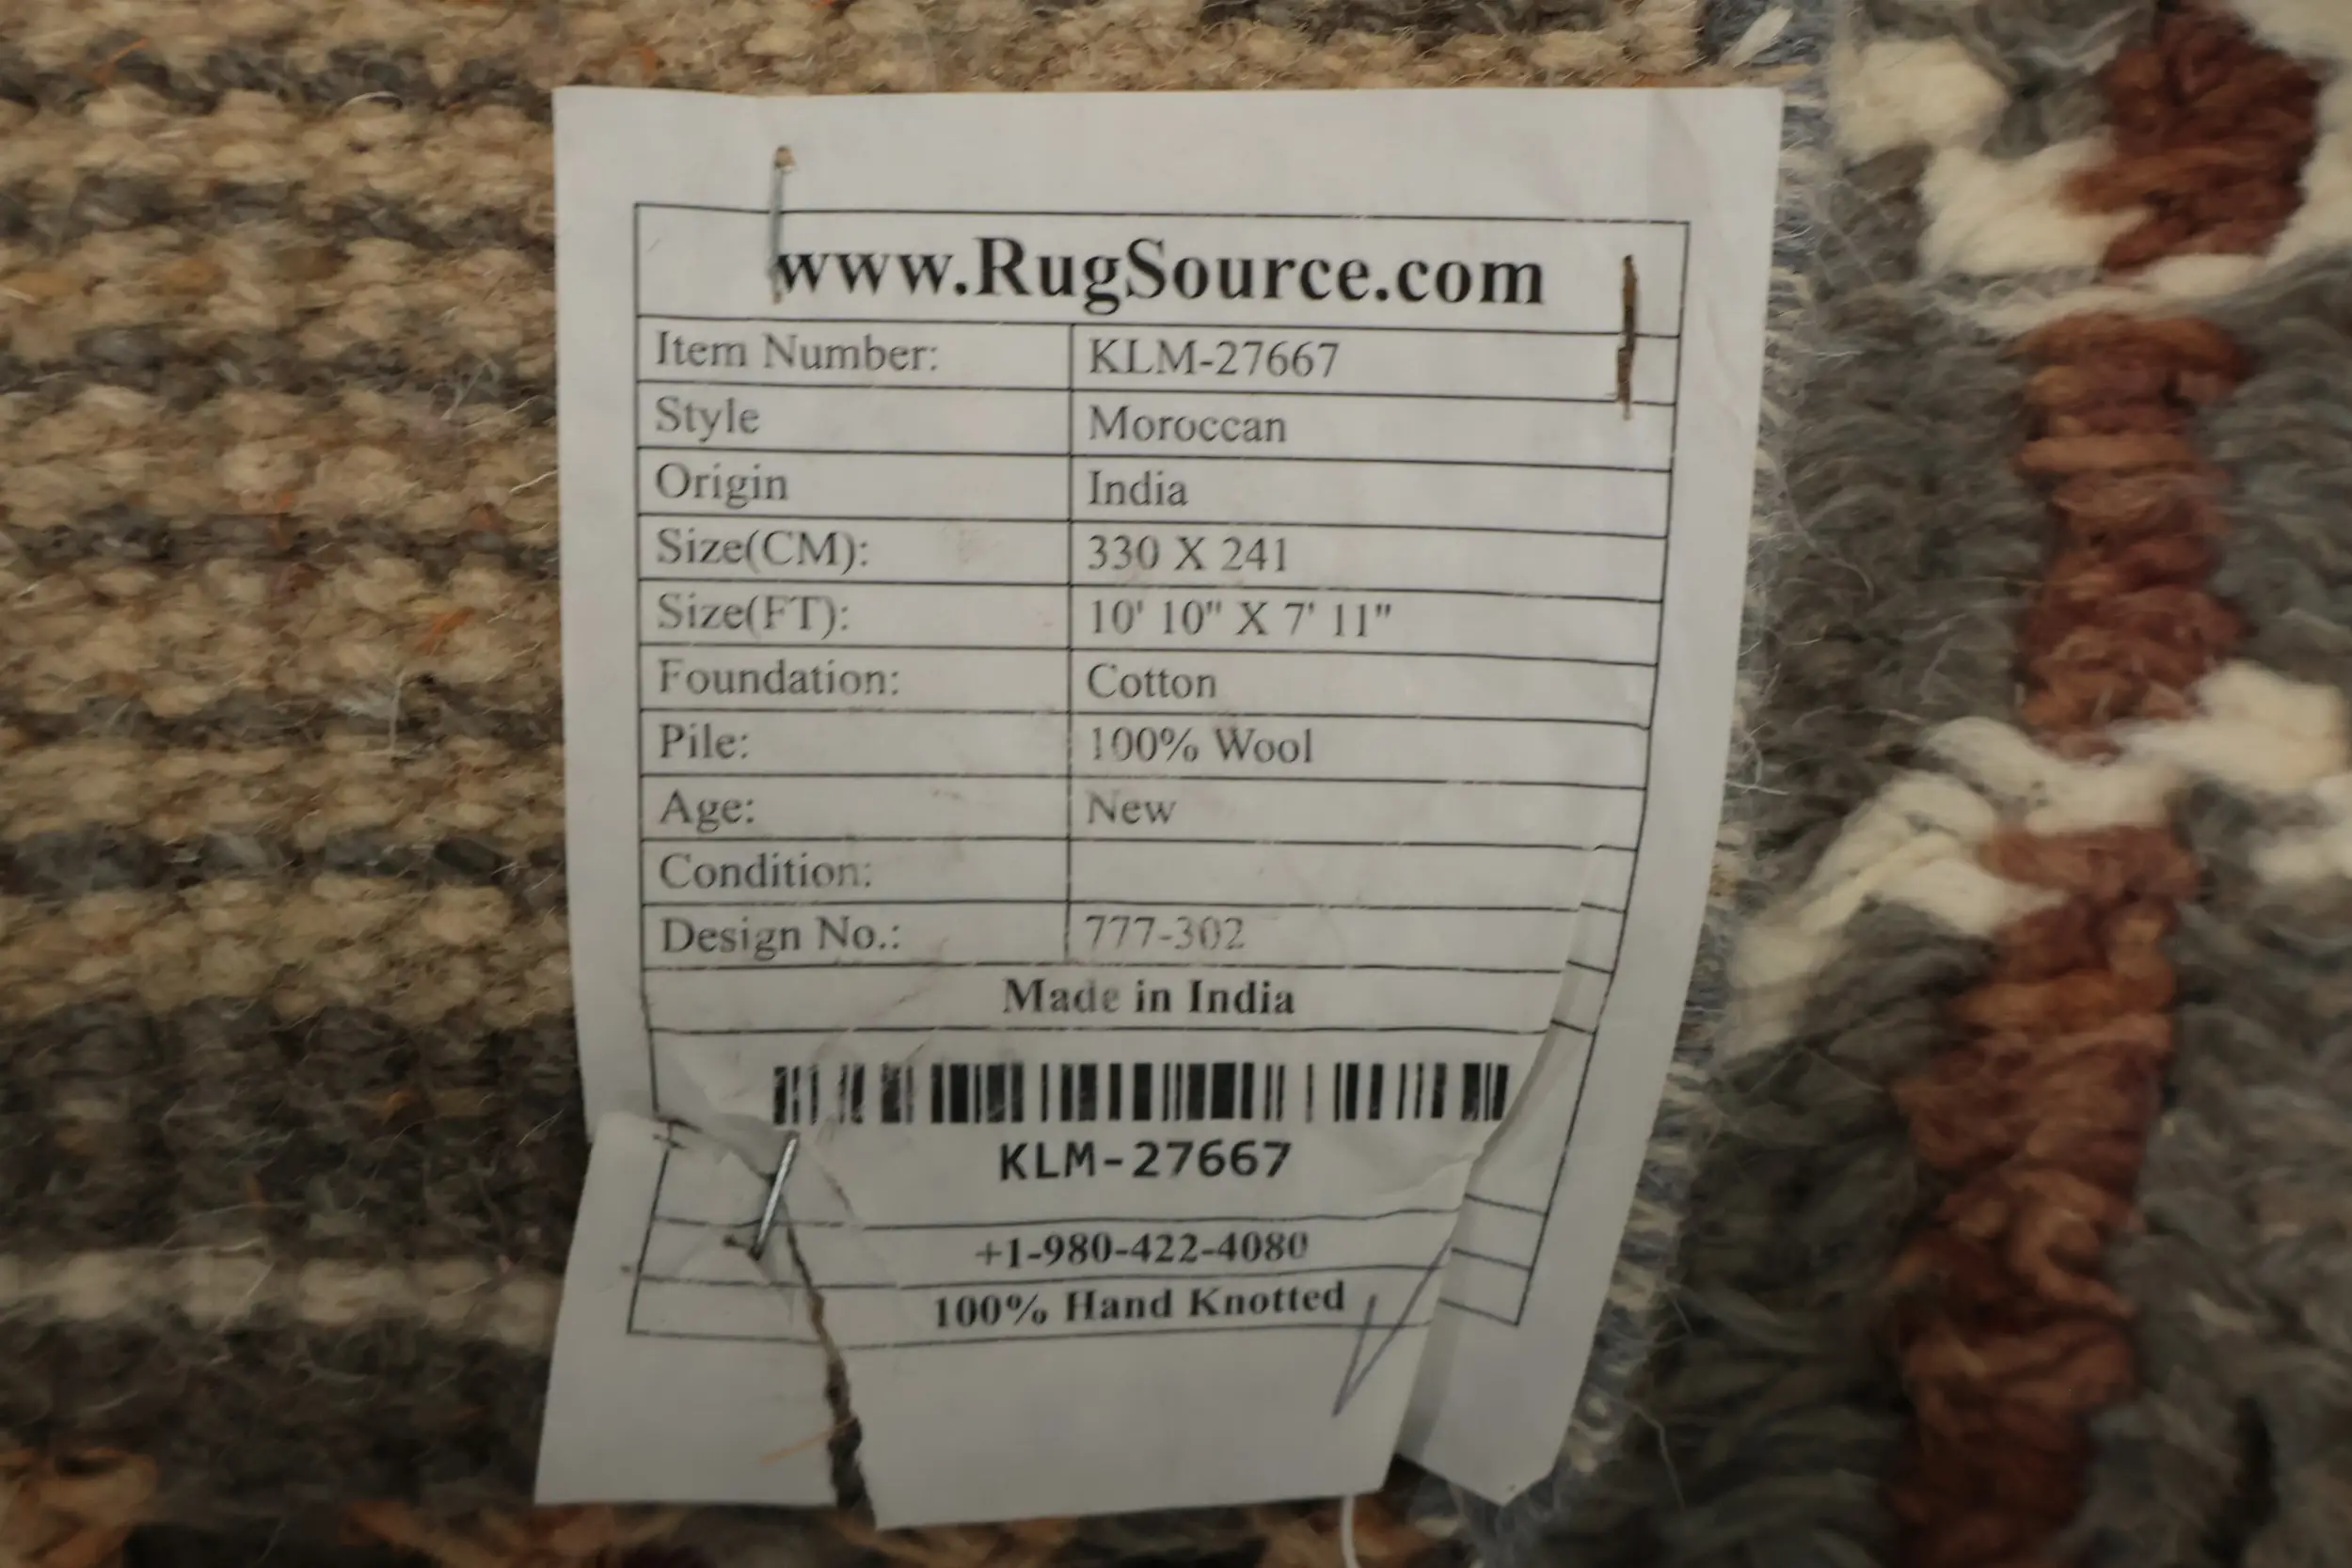 www.RugSource.com
Item Number: KLM-27667
Style Moroccan
Origin India
Size(CM): 330 X 241
Size(FT): 10' 10" X 7' 11"
Foundation: Cotton
Pile: 100% Wool
Age: New
Condition:
Design No.: 777-302
Made in India
KLM-27667
+1-980-422-4080
100% Hand Knotted